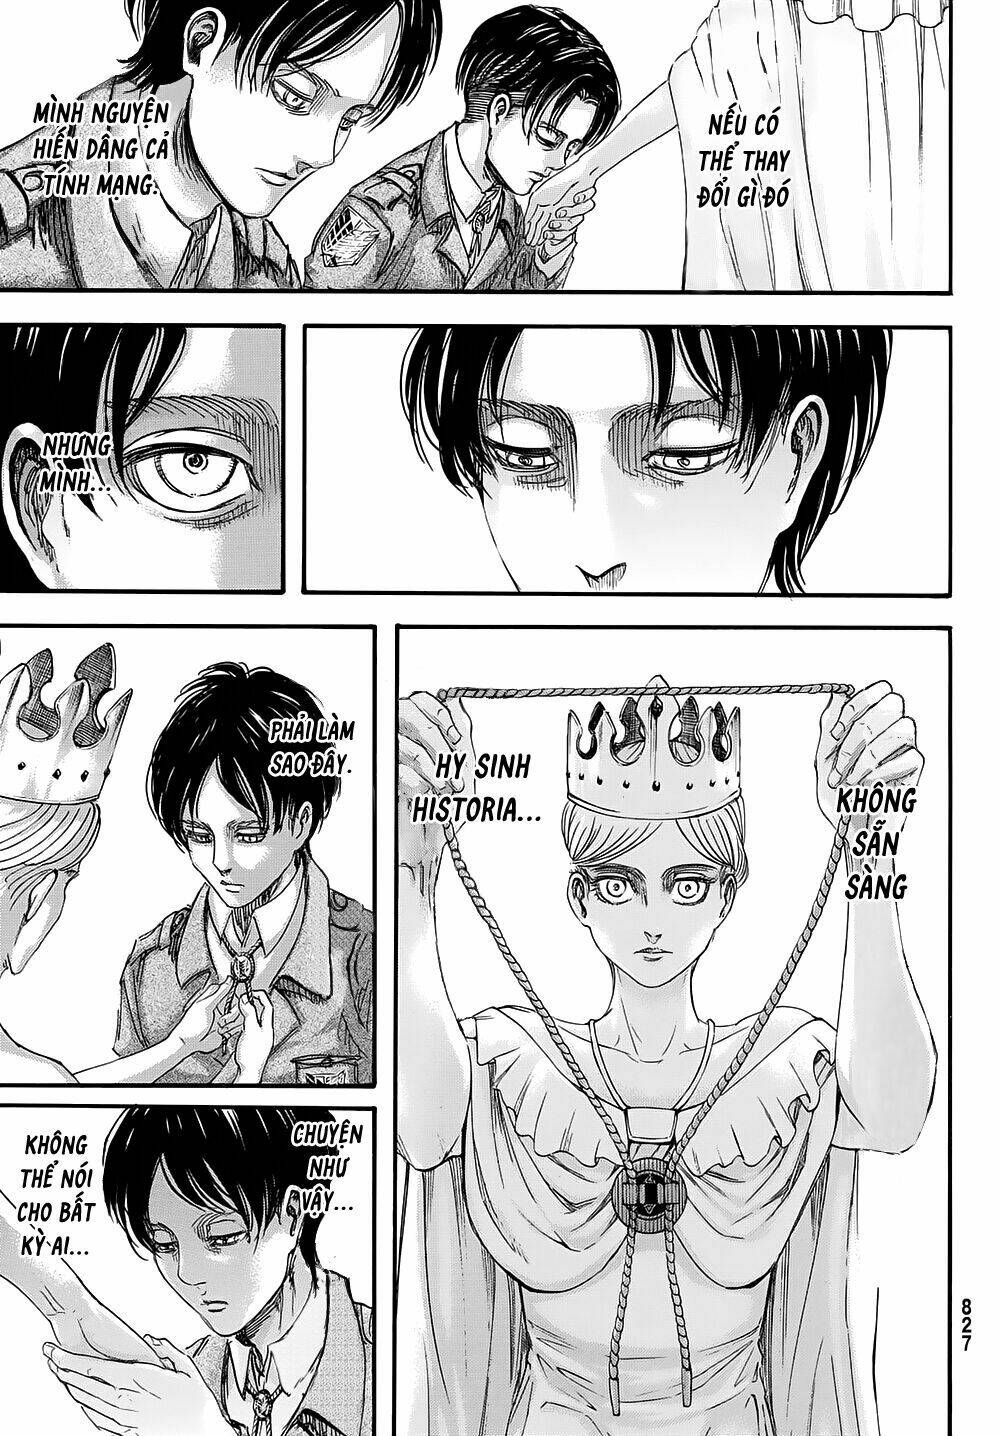 NẾU CÓ
THỂ THAY
ĐỔI GÌ ĐÓ
MÌNH NGUYỆN
HIẾN DÂNG CẢ
TÍNH MẠNG.
NHƯNG
MÌNH...
KHÔNG
SẴN
SÀNG
HY SINH
HISTORIA...
PHẢI LÀM
SAO ĐÂY.
CHUYỆN
NHƯ
VẬY...
KHÔNG
THỂ NÓI
CHO BẤT
KỲ AI...
827